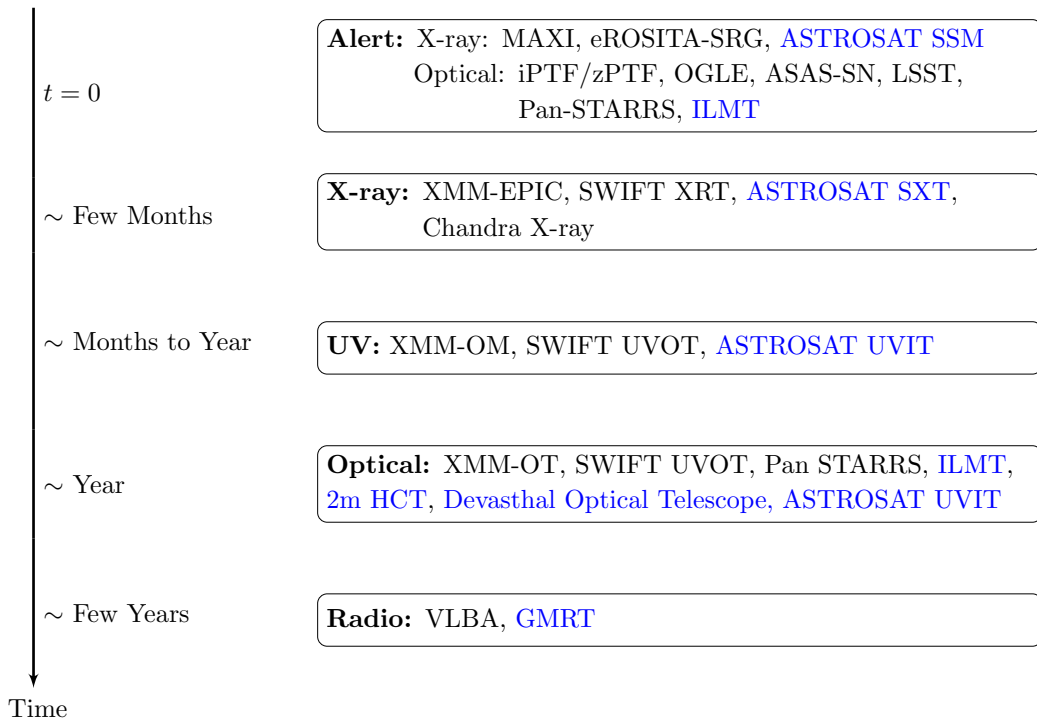 t = 0
Alert: X-ray: MAXI, eROSITA-SRG, ASTROSAT SSM
Optical: iPTF/zPTF, OGLE, ASAS-SN, LSST,
Pan-STARRS, ILMT
∼ Few Months
X-ray: XMM-EPIC, SWIFT XRT, ASTROSAT SXT,
Chandra X-ray
∼ Months to Year
UV: XMM-OM, SWIFT UVOT, ASTROSAT UVIT
∼ Year
Optical: XMM-OT, SWIFT UVOT, Pan STARRS, ILMT,
2m HCT, Devasthal Optical Telescope, ASTROSAT UVIT
∼ Few Years
Radio: VLBA, GMRT
Time